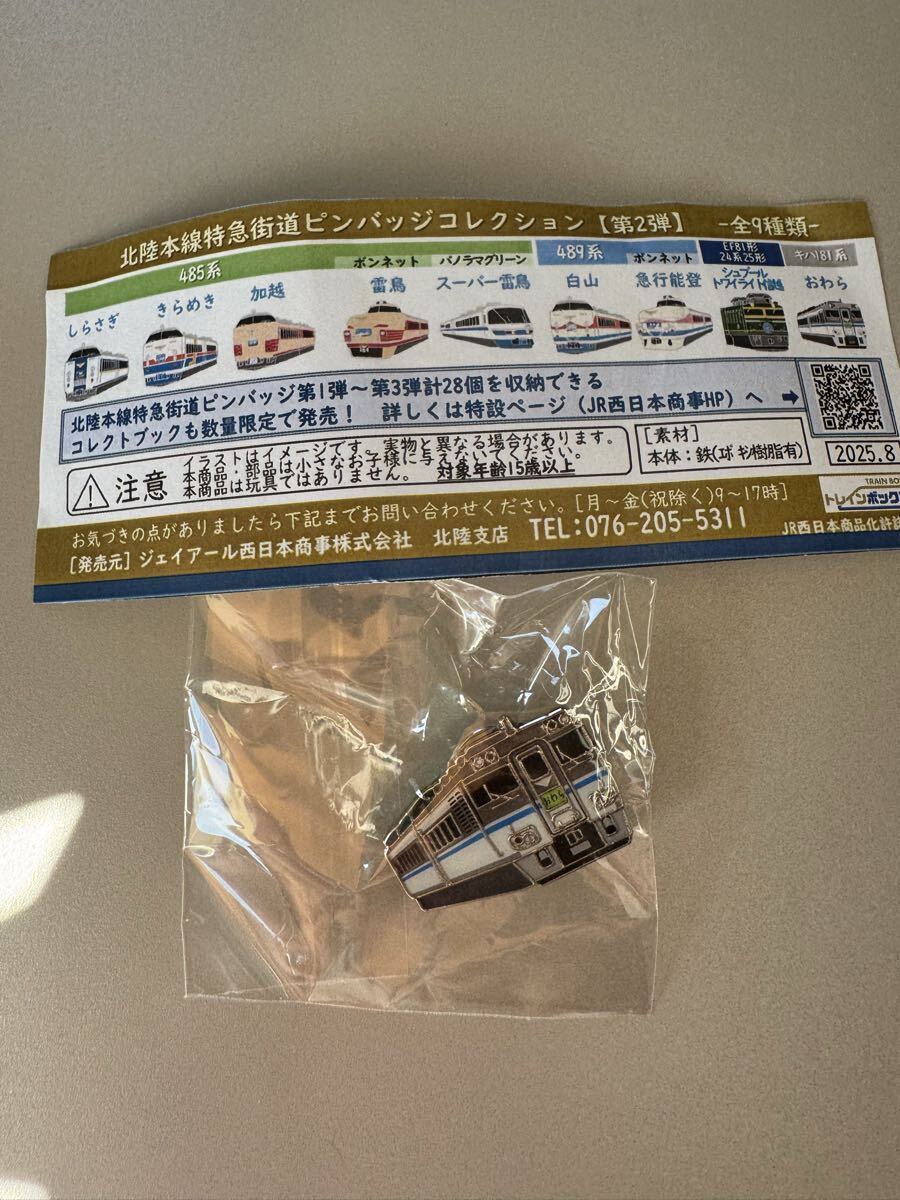 北陸本線特急街道ピンバッジコレクション【第2弾】 -全9種類-
485系
ボンネット
パノラマグリーン
489系
ボンネット
EF81形
24系25形
キハ181系
しらさぎ
きらめき
加越
雷鳥
スーパー雷鳥
白山
急行能登
シュプール
トワイライト信越
おわら
北陸本線特急街道ピンバッジ第1弾～第3弾計28個を収納できる
コレクトブックも数量限定で発売! 詳しくは特設ページ(JR西日本商事HP)へ
注意
イラストはイメージです。実物と異なる場合があります。
本商品・部品は小さなお子様に与えないでください。
本商品は玩具ではありません。対象年齢15歳以上
[素材]
本体:鉄(エポキシ樹脂有)
2025.8
お気づきの点がありましたら下記までお問い合わせください。[月～金(祝除く)9～17時]
[発売元]ジェイアール西日本商事株式会社 北陸支店 TEL:076-205-5311
TRAIN BO
トレインボック
JR西日本商品化許諾
おわら